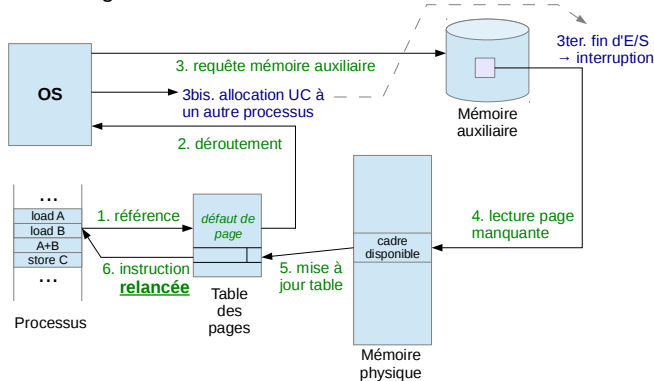 3. requête mémoire auxiliaire
3ter. fin d'E/S
→ interruption
OS
3bis. allocation UC à
un autre processus
Mémoire
auxiliaire
2. déroutement
...
load A
load B
A+B
store C
...
Processus
1. référence
défaut de
page
6. instruction
relancée
Table
des
pages
5. mise à
jour table
cadre
disponible
4. lecture page
manquante
Mémoire
physique